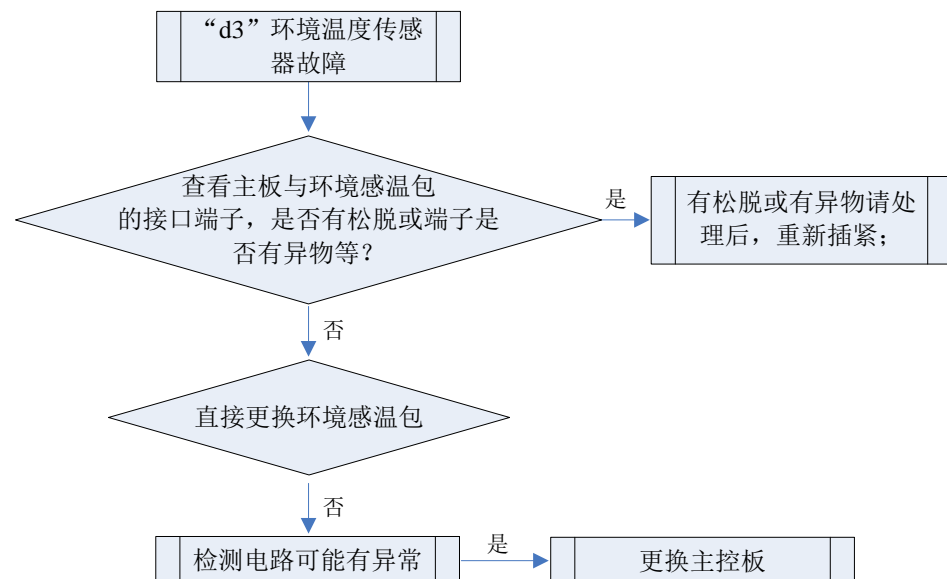 “d3”环境温度传感
器故障
查看主板与环境感温包
的接口端子，是否有松脱或端子是
否有异物等？
是
有松脱或有异物请处
理后，重新插紧；
否
直接更换环境感温包
否
检测电路可能有异常
是
更换主控板